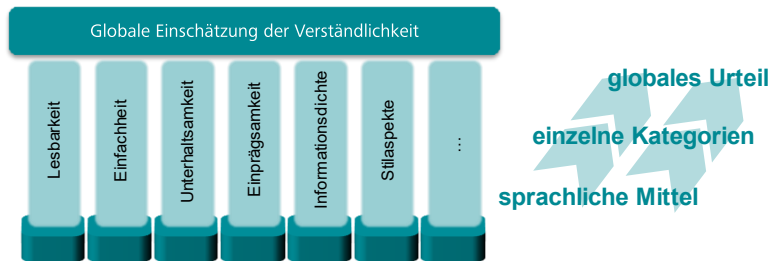 Globale Einschätzung der Verständlichkeit
Lesbarkeit
Einfachheit
Unterhaltsamkeit
Einprägsamkeit
Informationsdichte
Stilaspekte
...
globales Urteil
einzelne Kategorien
sprachliche Mittel